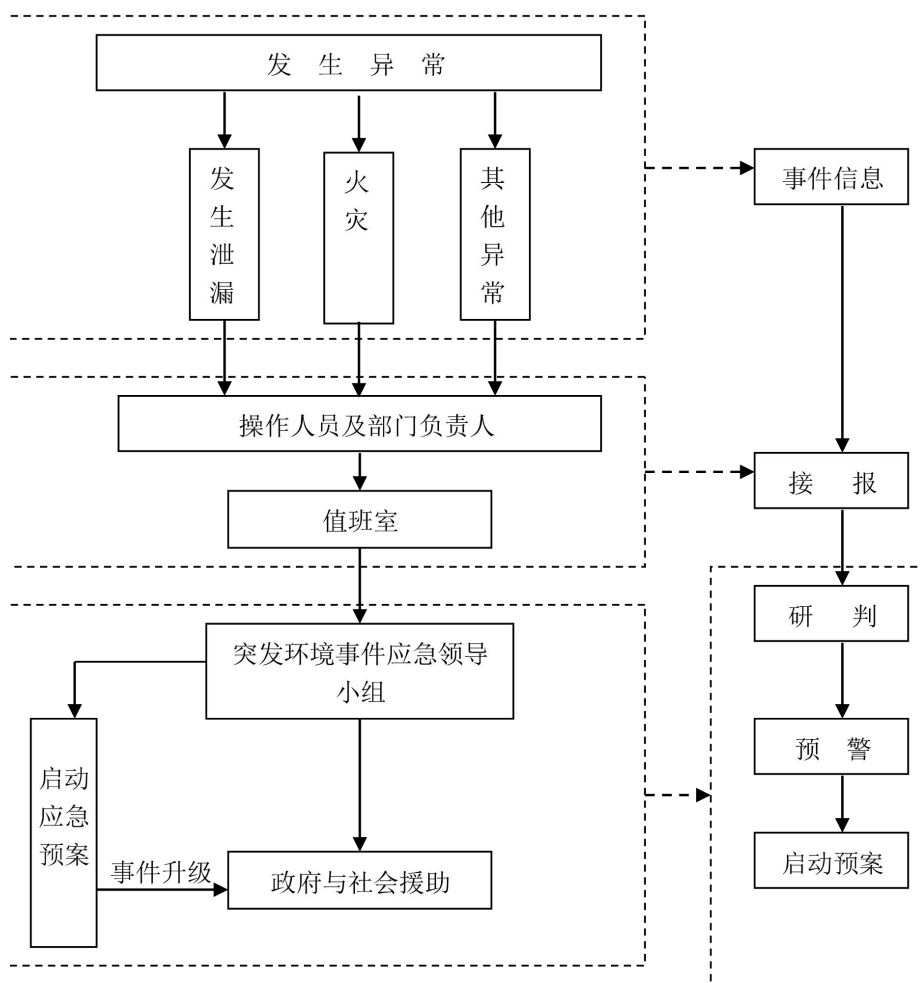 发生异常
发生泄漏
火灾
其他异常
事件信息
操作人员及部门负责人
接报
值班室
研判
突发环境事件应急领导
小组
预警
启动
应急
预案
事件升级
政府与社会援助
启动预案